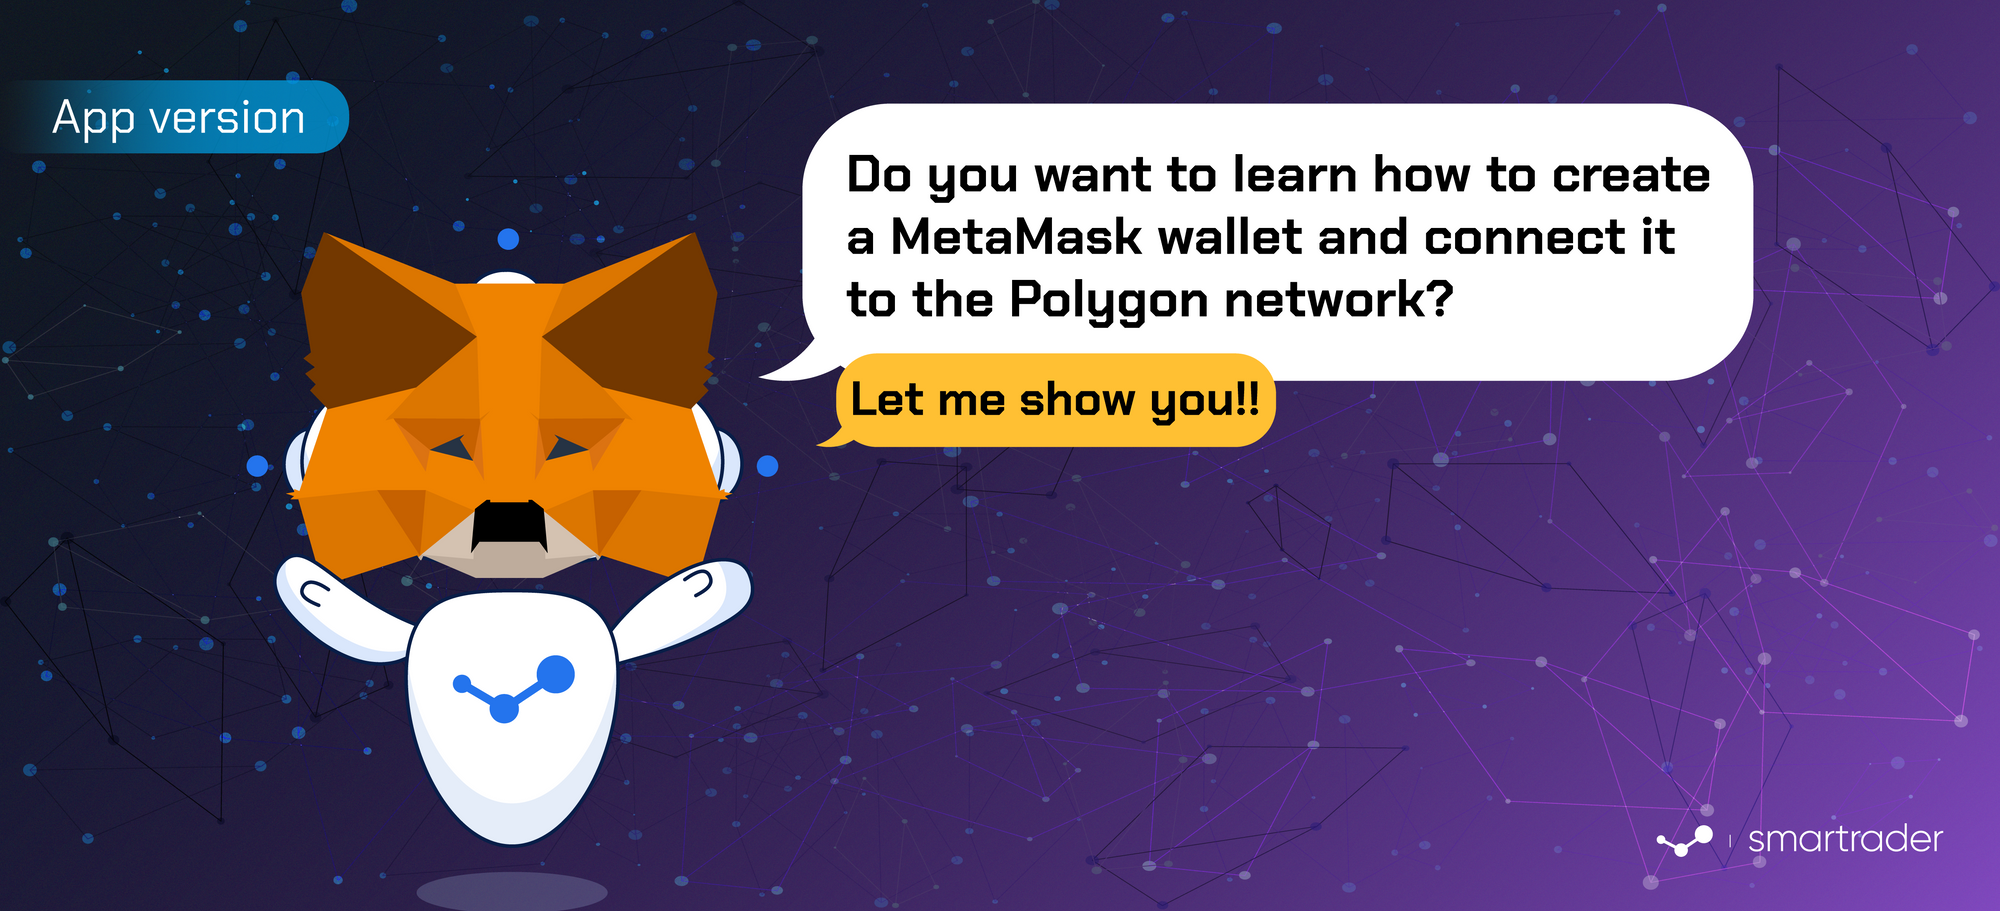 App version
Do you want to learn how to create
a MetaMask wallet and connect it
to the Polygon network?
Let me show you!!
smartrader